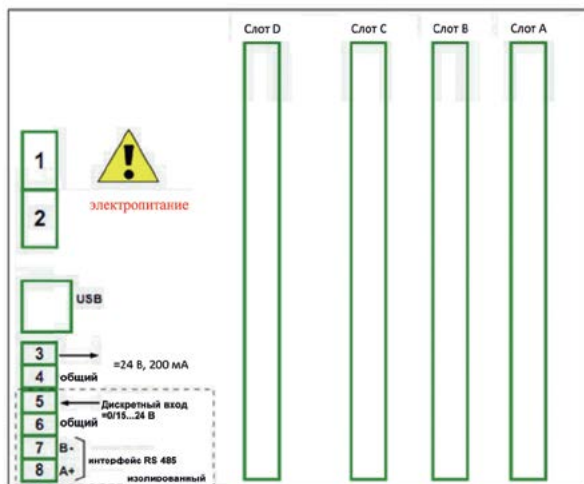 Слот D Слот C Слот B Слот A
1
электропитание
2
USB
3 =24 В, 200 мА
4 общий
5 Дискретный вход
=0/15...24 В
6 общий
7 B-
интерфейс RS 485
8 A+
изолированный